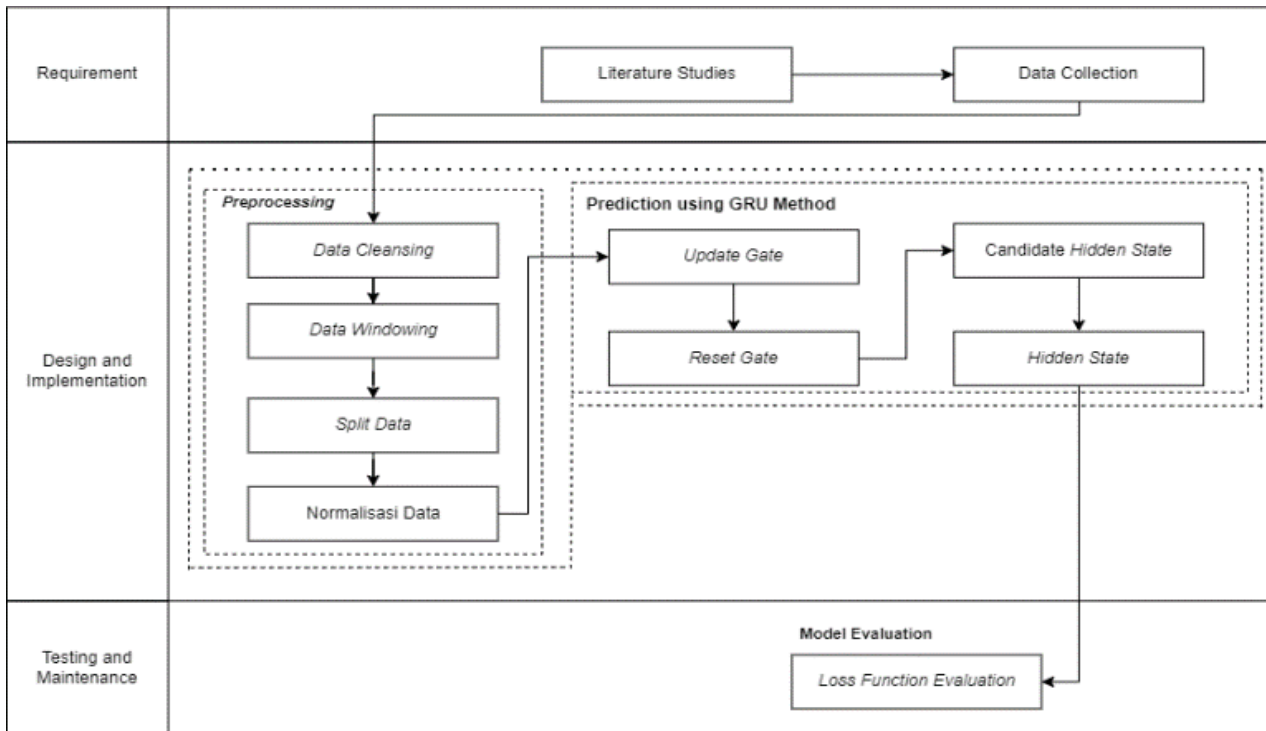 Requirement
Literature Studies
Data Collection
Design and
Implementation
Preprocessing
Data Cleansing
Data Windowing
Split Data
Normalisasi Data
Prediction using GRU Method
Update Gate
Reset Gate
Candidate Hidden State
Hidden State
Testing and
Maintenance
Model Evaluation
Loss Function Evaluation